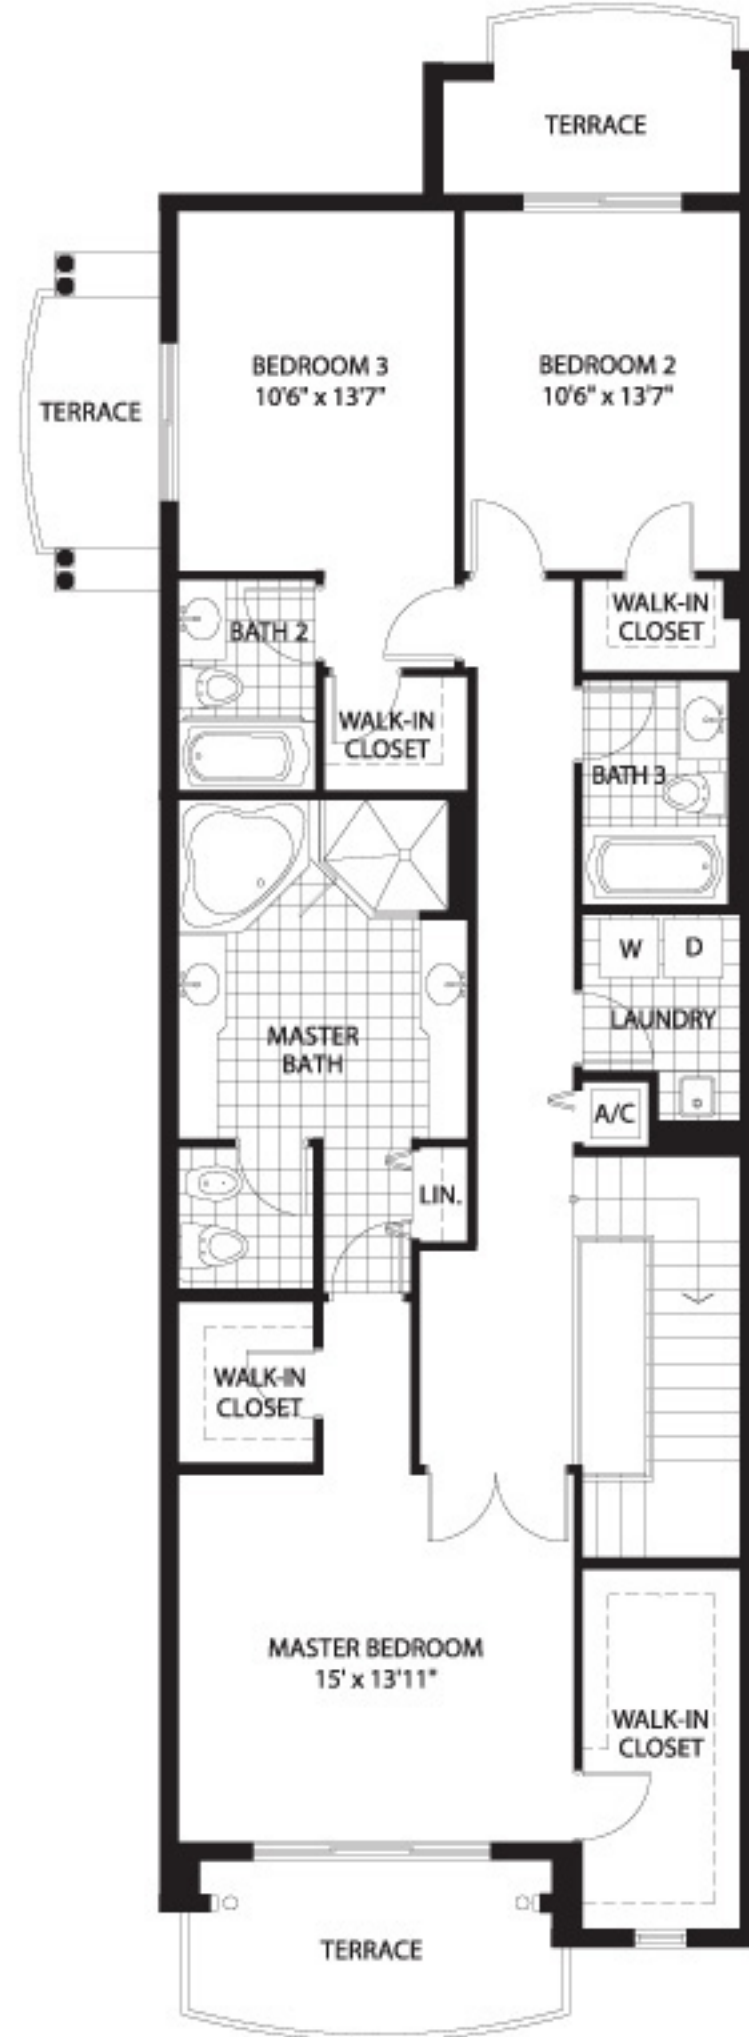 TERRACE
BEDROOM 3
10'6" x 13'7"
BEDROOM 2
10'6" x 13'7"
TERRACE
BATH 2
WALK-IN
CLOSET
WALK-IN
CLOSET
BATH 3
W
D
LAUNDRY
MASTER
BATH
A/C
LIN.
WALK-IN
CLOSET
MASTER BEDROOM
15' x 13'11"
WALK-IN
CLOSET
TERRACE